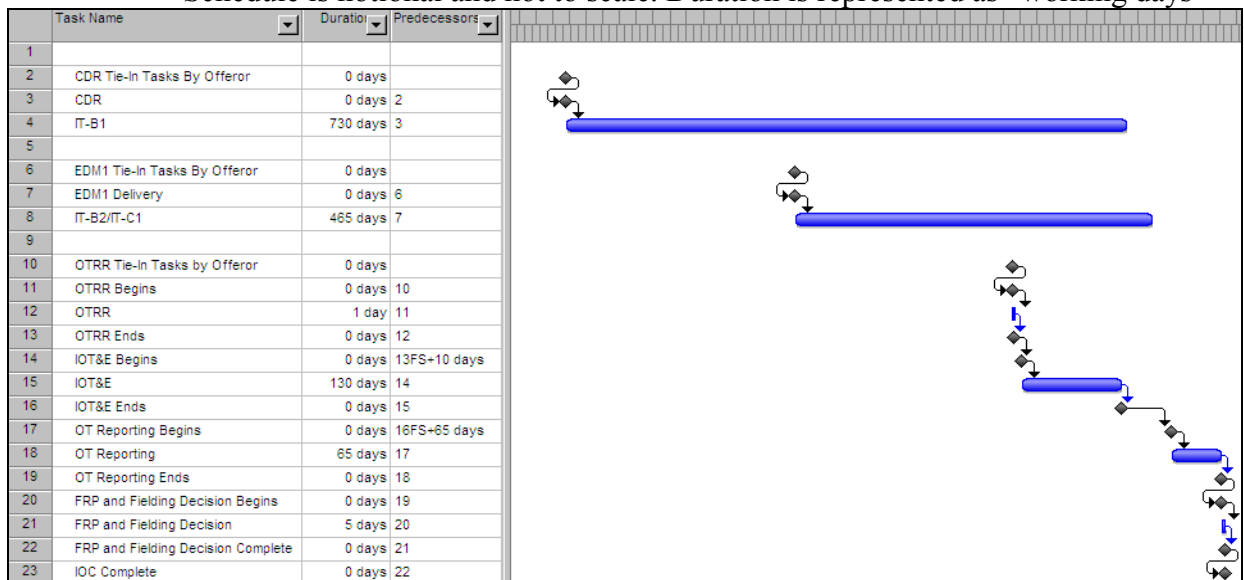 Schedule is notional and not to scale. Duration is represented as "working days"
Task Name Duration Predecessors
1
2 CDR Tie-In Tasks By Offeror 0 days
3 CDR 0 days 2
4 IT-B1 730 days 3
5
6 EDM1 Tie-In Tasks By Offeror 0 days
7 EDM1 Delivery 0 days 6
8 IT-B2/IT-C1 465 days 7
9
10 OTRR Tie-In Tasks by Offeror 0 days
11 OTRR Begins 0 days 10
12 OTRR 1 day 11
13 OTRR Ends 0 days 12
14 IOT&E Begins 0 days 13FS+10 days
15 IOT&E 130 days 14
16 IOT&E Ends 0 days 15
17 OT Reporting Begins 0 days 16FS+65 days
18 OT Reporting 65 days 17
19 OT Reporting Ends 0 days 18
20 FRP and Fielding Decision Begins 0 days 19
21 FRP and Fielding Decision 5 days 20
22 FRP and Fielding Decision Complete 0 days 21
23 IOC Complete 0 days 22